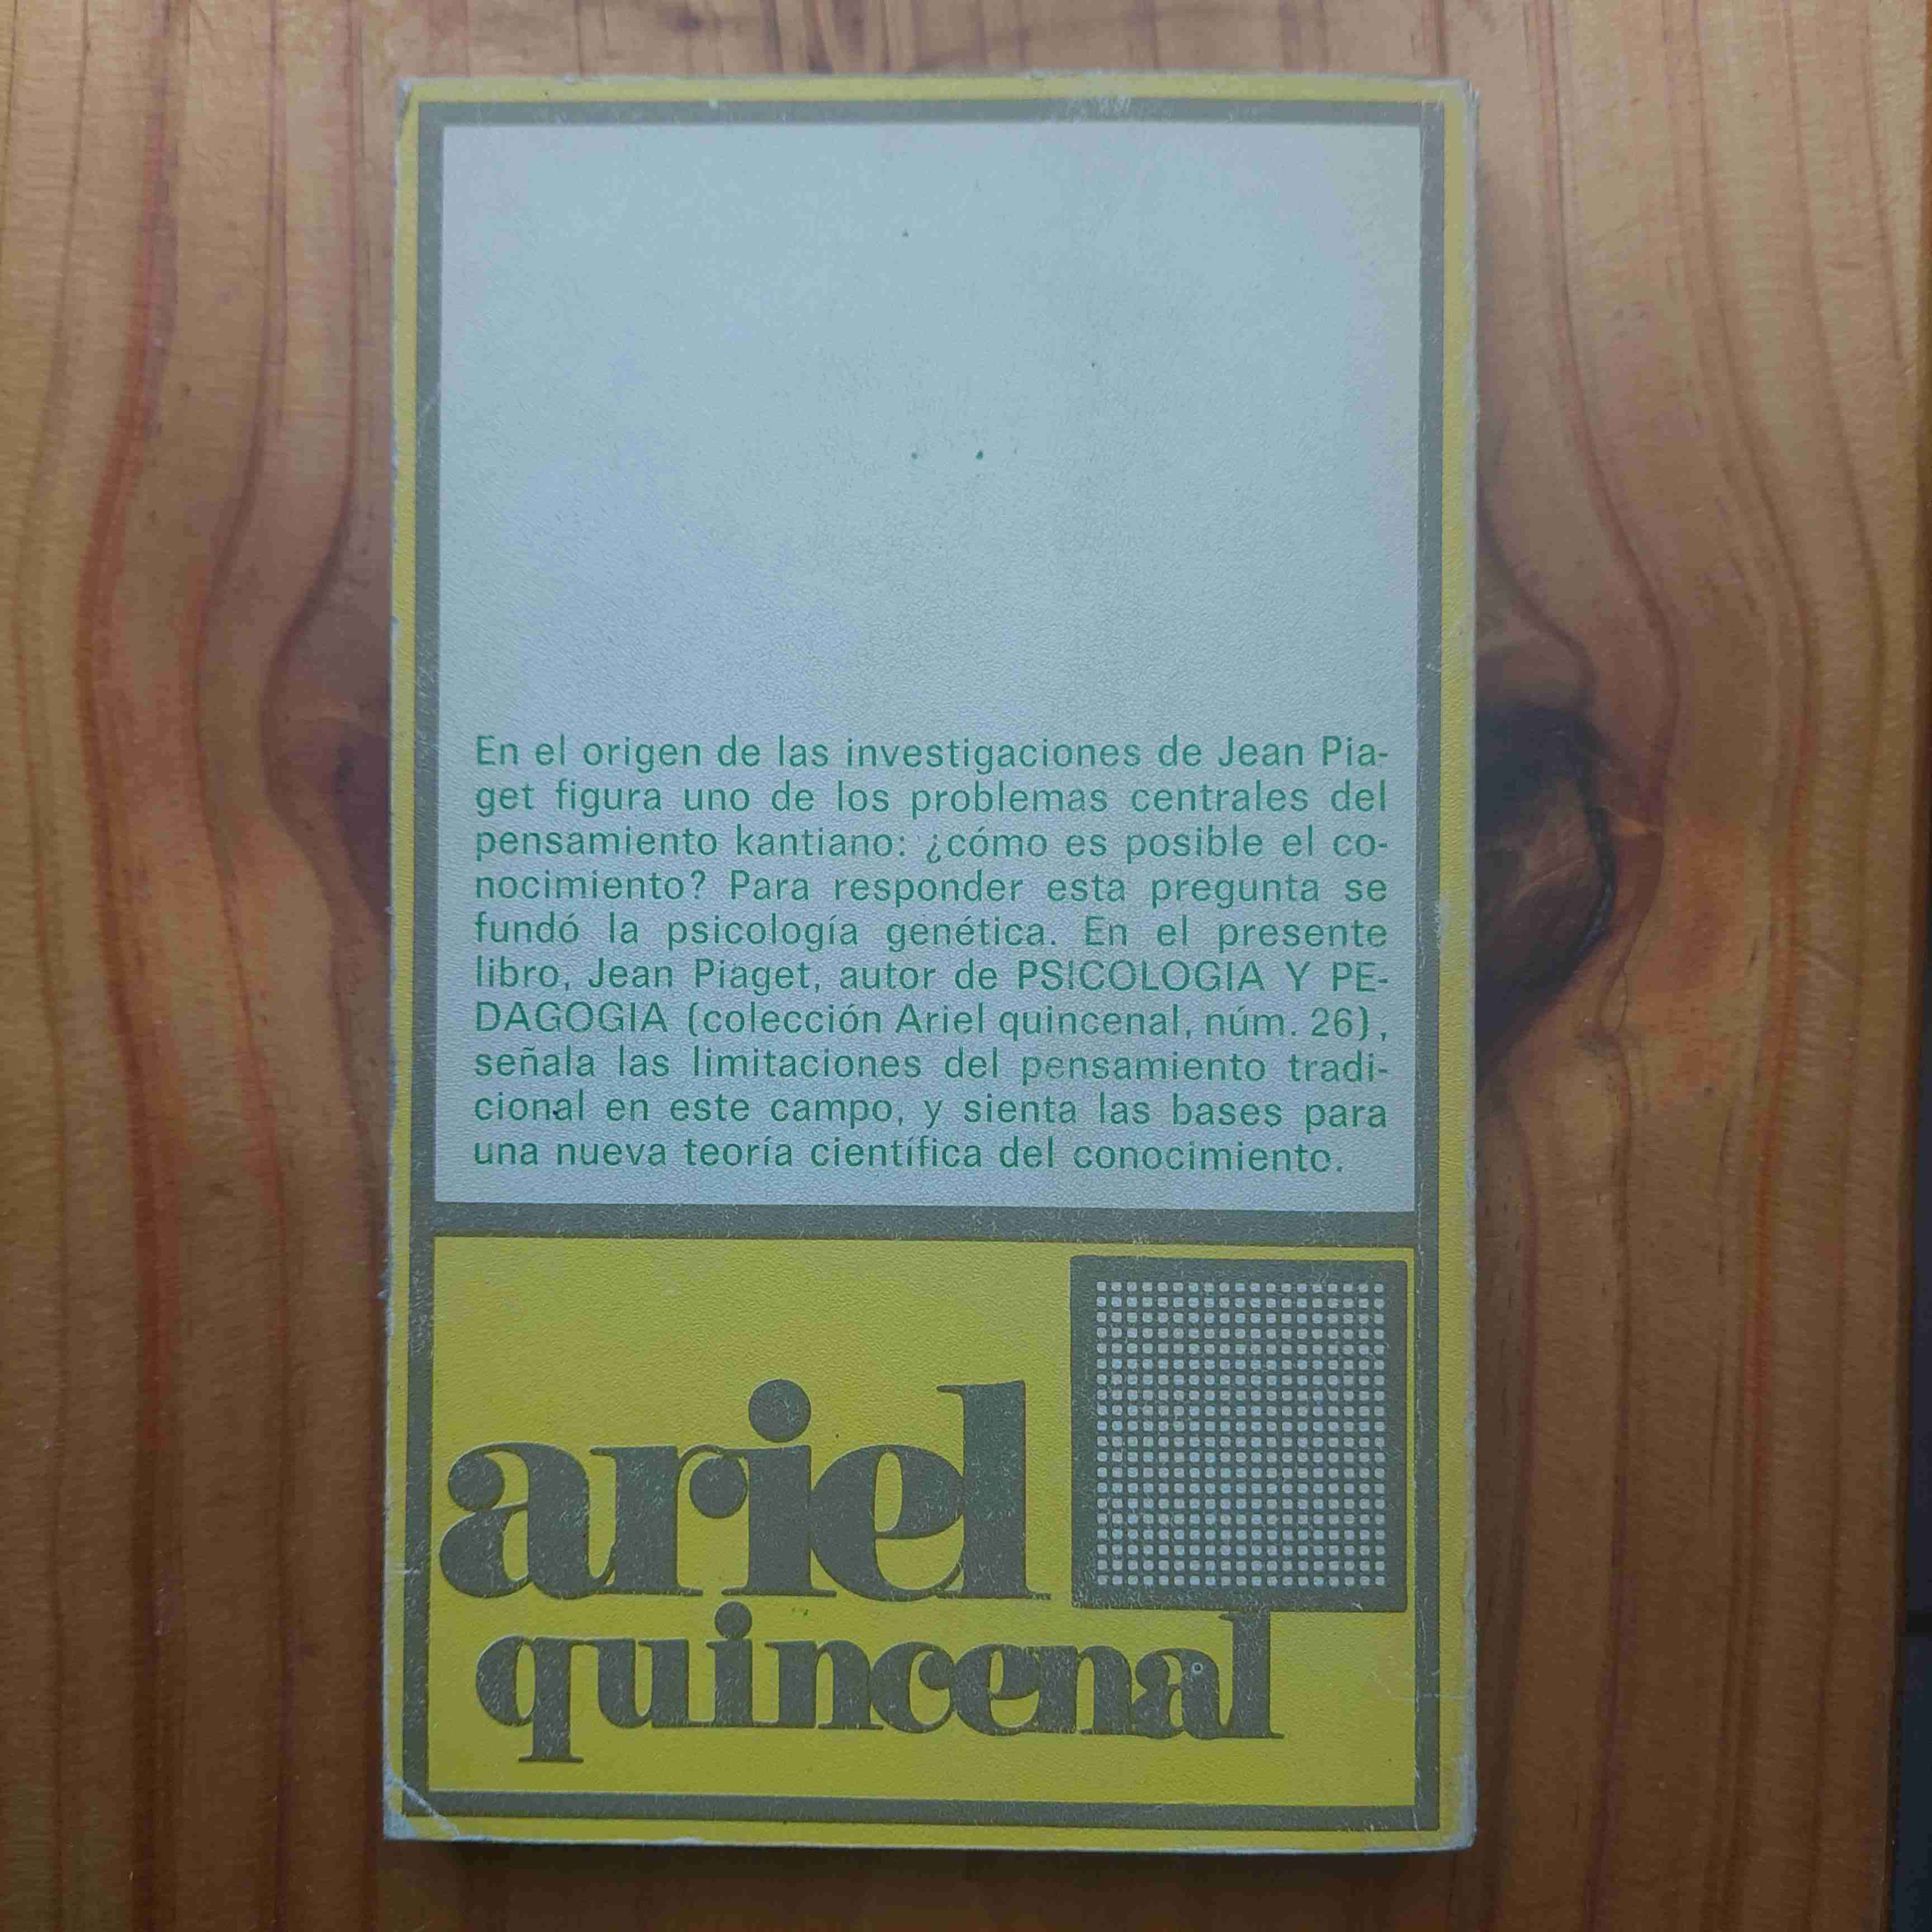 En el origen de las investigaciones de Jean Pia-
get figura uno de los problemas centrales del
pensamiento kantiano: ¿cómo es posible el co-
nocimiento? Para responder esta pregunta se
fundó la psicología genética. En el presente
libro, Jean Piaget, autor de PSICOLOGIA Y PE-
DAGOGIA (colección Ariel quincenal, núm. 26),
señala las limitaciones del pensamiento tradi-
cional en este campo, y sienta las bases para
una nueva teoría científica del conocimiento.
ariel
quincenal